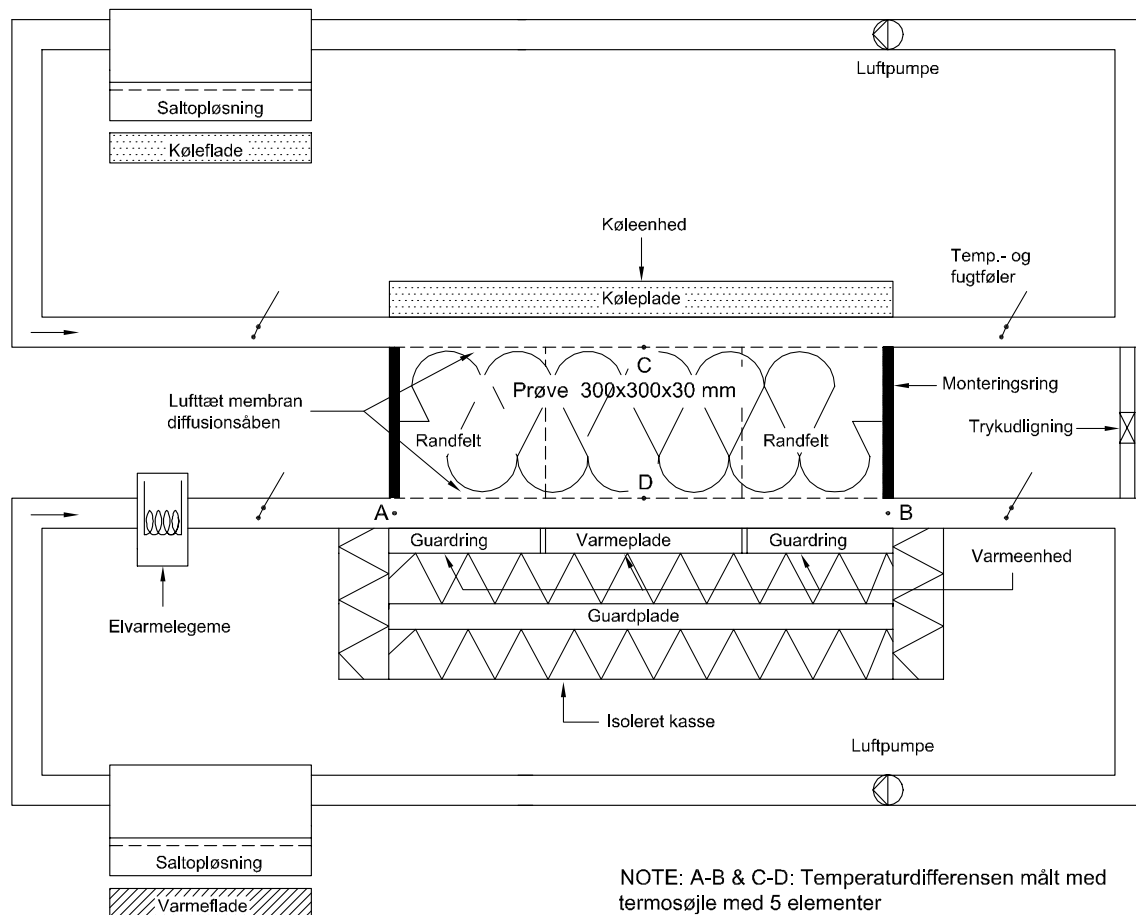 Luftpumpe
Saltopløsning
Køleflade
Køleenhed
Temp.- og
fugtføler
Køleplade
C
Prøve 300x300x30 mm
Monteringsring
Lufttæt membran
diffusionsåben
Randfelt
Randfelt
Trykudligning
D
A
B
Guardring
Varmeplade
Guardring
Varmeenhed
Guardplade
Elvarmelegeme
Isoleret kasse
Luftpumpe
Saltopløsning
Varmeflade
NOTE: A-B & C-D: Temperaturdifferensen målt med
termosøjle med 5 elementer